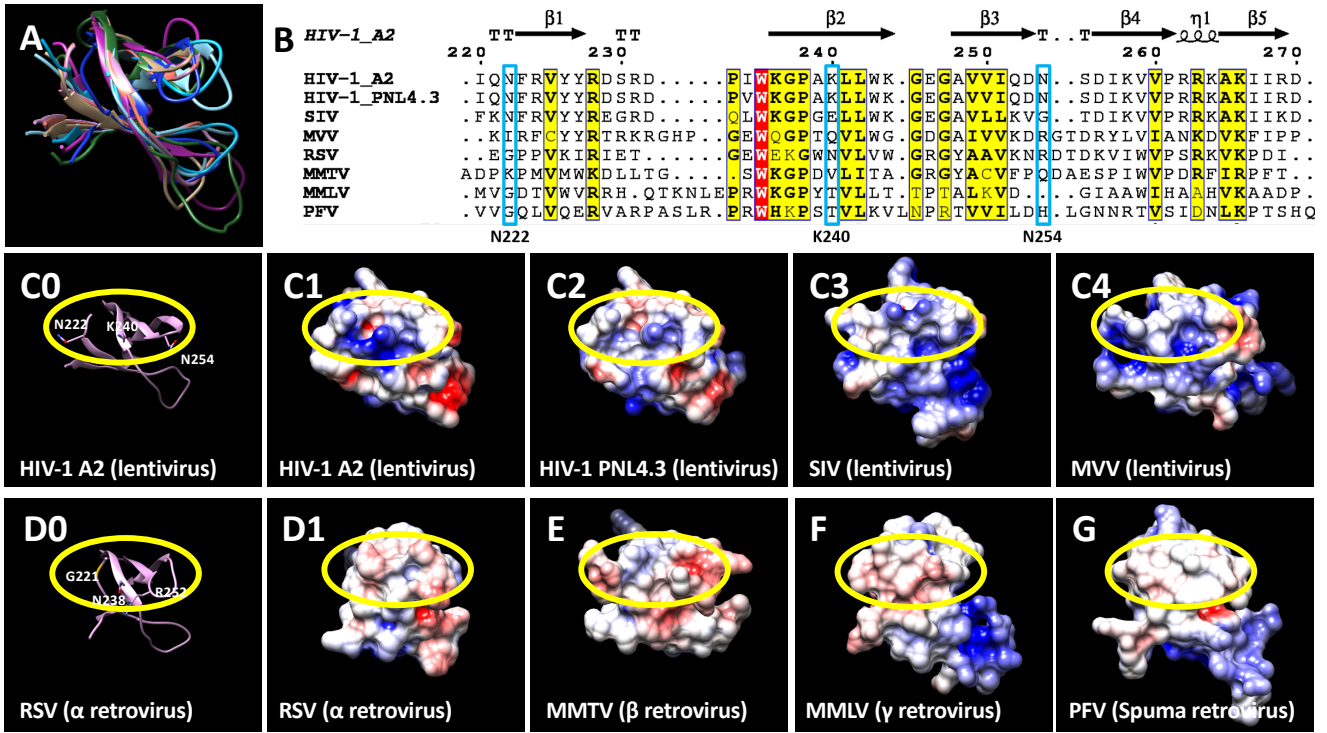 A
B
HIV-1_A2
TT β1 TT β2 β3 T..T β4 η1 β5
220 230 240 250 260 270
HIV-1_A2 .IQNFRVYYRDSRD.....PIWKGPAKLLWK.GEGAVVIQDN..SDIKVVPRRKAKIIRD.
HIV-1_PNL4.3 .IQNFRVYYRDSRD.....PVWKGPAKLLWK.GEGAVVIQDN..SDIKVVPRRKAKIIRD.
SIV .FKNFRVYYREGRD.....QLWKGPGELLWK.GEGAVLLKVG..TDIKVVPRRKAKIIKD.
MVV .KIRFCYYRTRKRGHP.GEWQGPTQLVWG.GDGAIVVKDRGTDRYLVIANKDVKFIPP
RSV .EGPPVKIRIET....GEWEKGWNVLVW.GRGYAAVKNRDTDKVIWVPSRKVKPDI..
MMTV ADPKPMVMWKDLLTG.....SWKGPDVLITA.GRGYACVFPQDAESPIWVPDRFIRPFT..
MMLV .MVGDTVWVRRH.QTKNLEPRWKGPYTVLLT.TPTALKVD...GIAAWIHAAHVKAADP.
PFV .VVGQLVQERVARPASLR.PRWHKPSTVLKVLNPRTVVILDH.LGNNRTVSIDNLKPTSHQ
N222 K240 N254
C0
N222
K240
N254
HIV-1 A2 (lentivirus)
C1
HIV-1 A2 (lentivirus)
C2
HIV-1 PNL4.3 (lentivirus)
C3
SIV (lentivirus)
C4
MVV (lentivirus)
D0
G221
N238
R252
RSV (α retrovirus)
D1
RSV (α retrovirus)
E
MMTV (β retrovirus)
F
MMLV (γ retrovirus)
G
PFV (Spuma retrovirus)